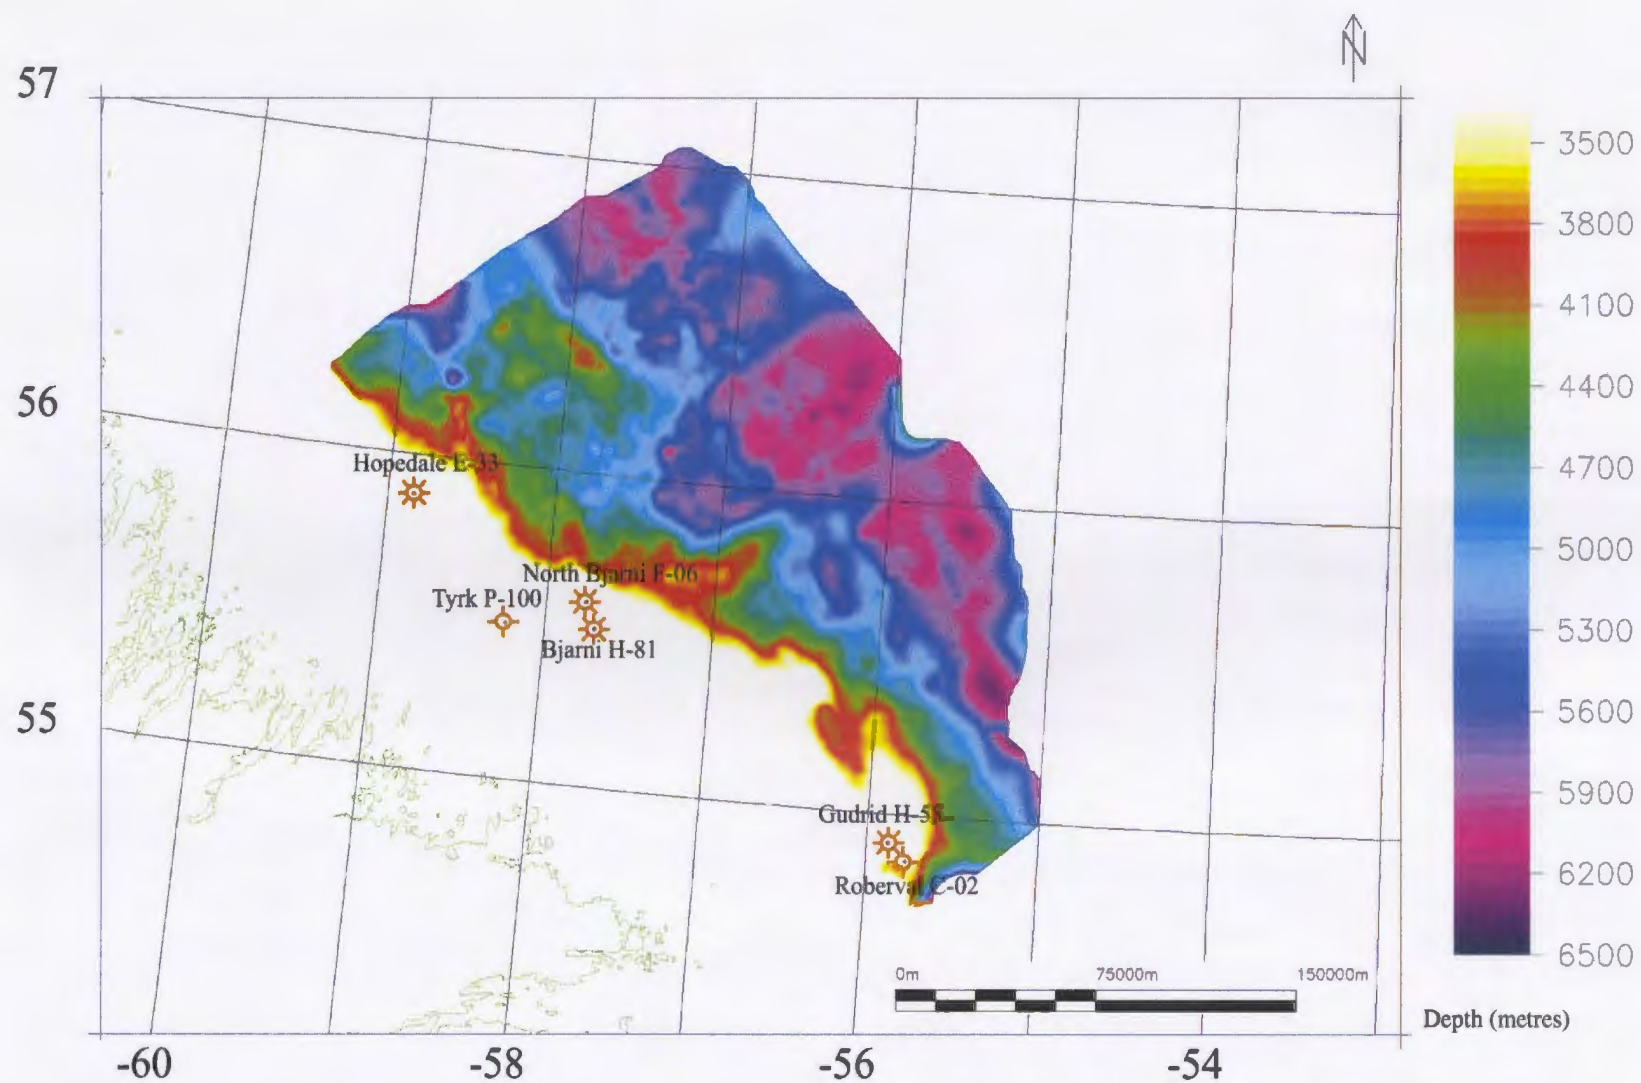 N
57
56
55
3500
3800
4100
4400
4700
5000
5300
5600
5900
6200
6500
Hopedale E-33
North Bjarni F-06
Tyrk P-100
Bjarni H-81
Gudrid H-55
Roberval C-02
0m 75000m 150000m
Depth (metres)
-60 -58 -56 -54